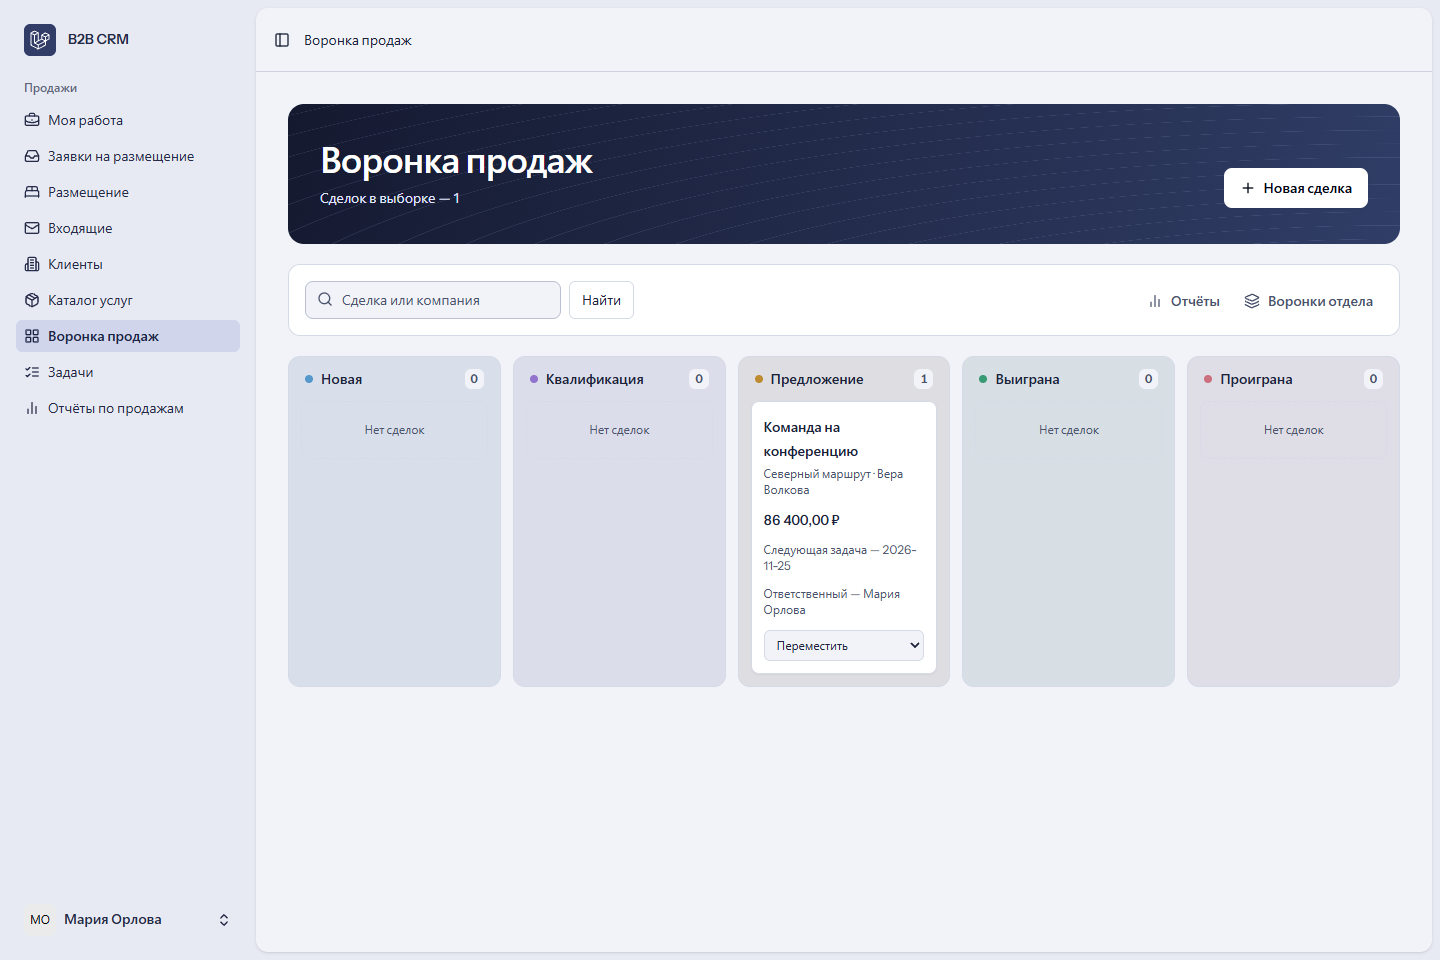 B2B CRM
Продажи
Моя работа
Заявки на размещение
Размещение
Входящие
Клиенты
Каталог услуг
Воронка продаж
Задачи
Отчёты по продажам
МО
Мария Орлова
Воронка продаж
Воронка продаж
Сделок в выборке — 1
Новая сделка
Сделка или компания
Найти
Отчёты
Воронки отдела
Новая
0
Нет сделок
Квалификация
0
Нет сделок
Предложение
1
Команда на
конференцию
Северный маршрут · Вера
Волкова
86 400,00 ₽
Следующая задача — 2026-
11-25
Ответственный — Мария
Орлова
Переместить
Выиграна
0
Нет сделок
Проиграна
0
Нет сделок